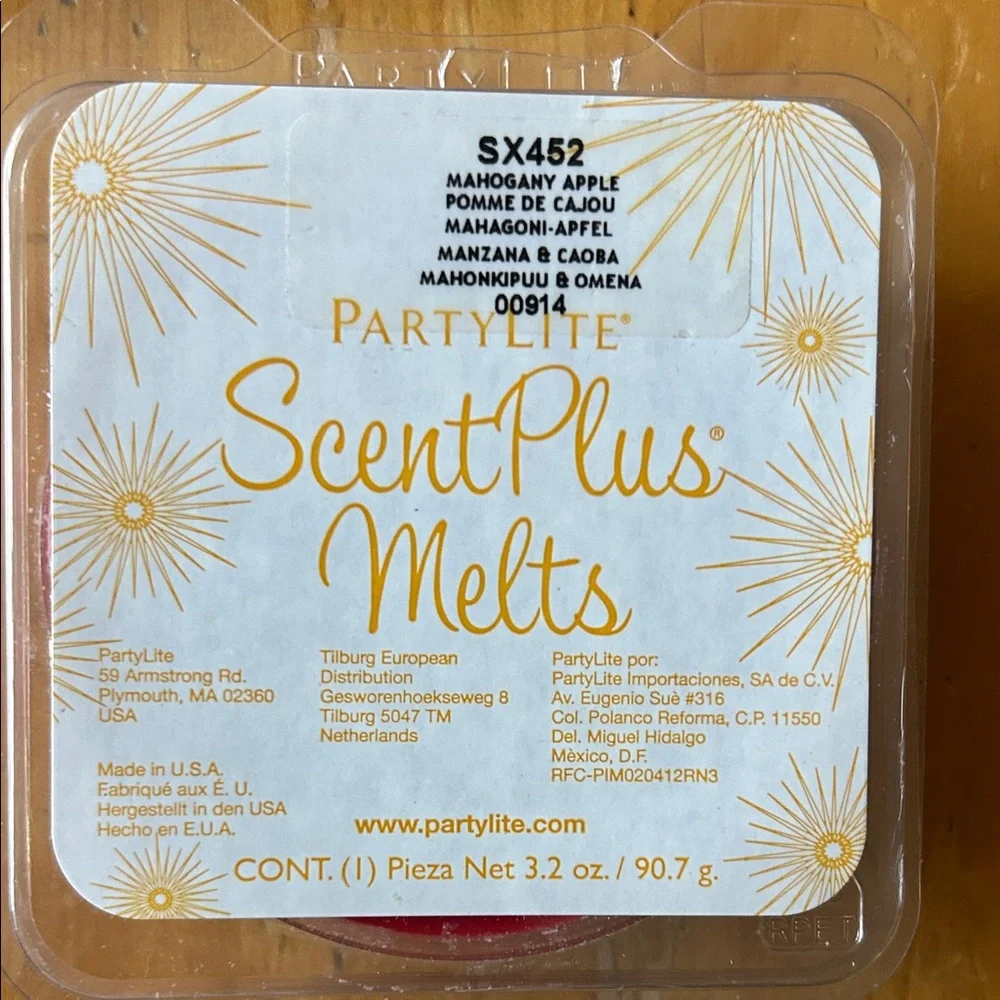 PARTYLITE
SX452
MAHOGANY APPLE
POMME DE CAJOU
MAHAGONI-APFEL
MANZANA & CAOBA
MAHONKIPUU & OMENA
00914
PARTYLITE®
ScentPlus®
Melts
PartyLite
59 Armstrong Rd.
Plymouth, MA 02360
USA
Tilburg European
Distribution
Gesworenhoekseweg 8
Tilburg 5047 TM
Netherlands
PartyLite por:
PartyLite Importaciones, SA de C.V.
Av. Eugenio Suè #316
Col. Polanco Reforma, C.P. 11550
Del. Miguel Hidalgo
Mèxico, D.F.
RFC-PIM020412RN3
Made in U.S.A.
Fabriqué aux É. U.
Hergestellt in den USA
Hecho en E.U.A.
www.partylite.com
CONT. (1) Pieza Net 3.2 oz. / 90.7 g.
RPET